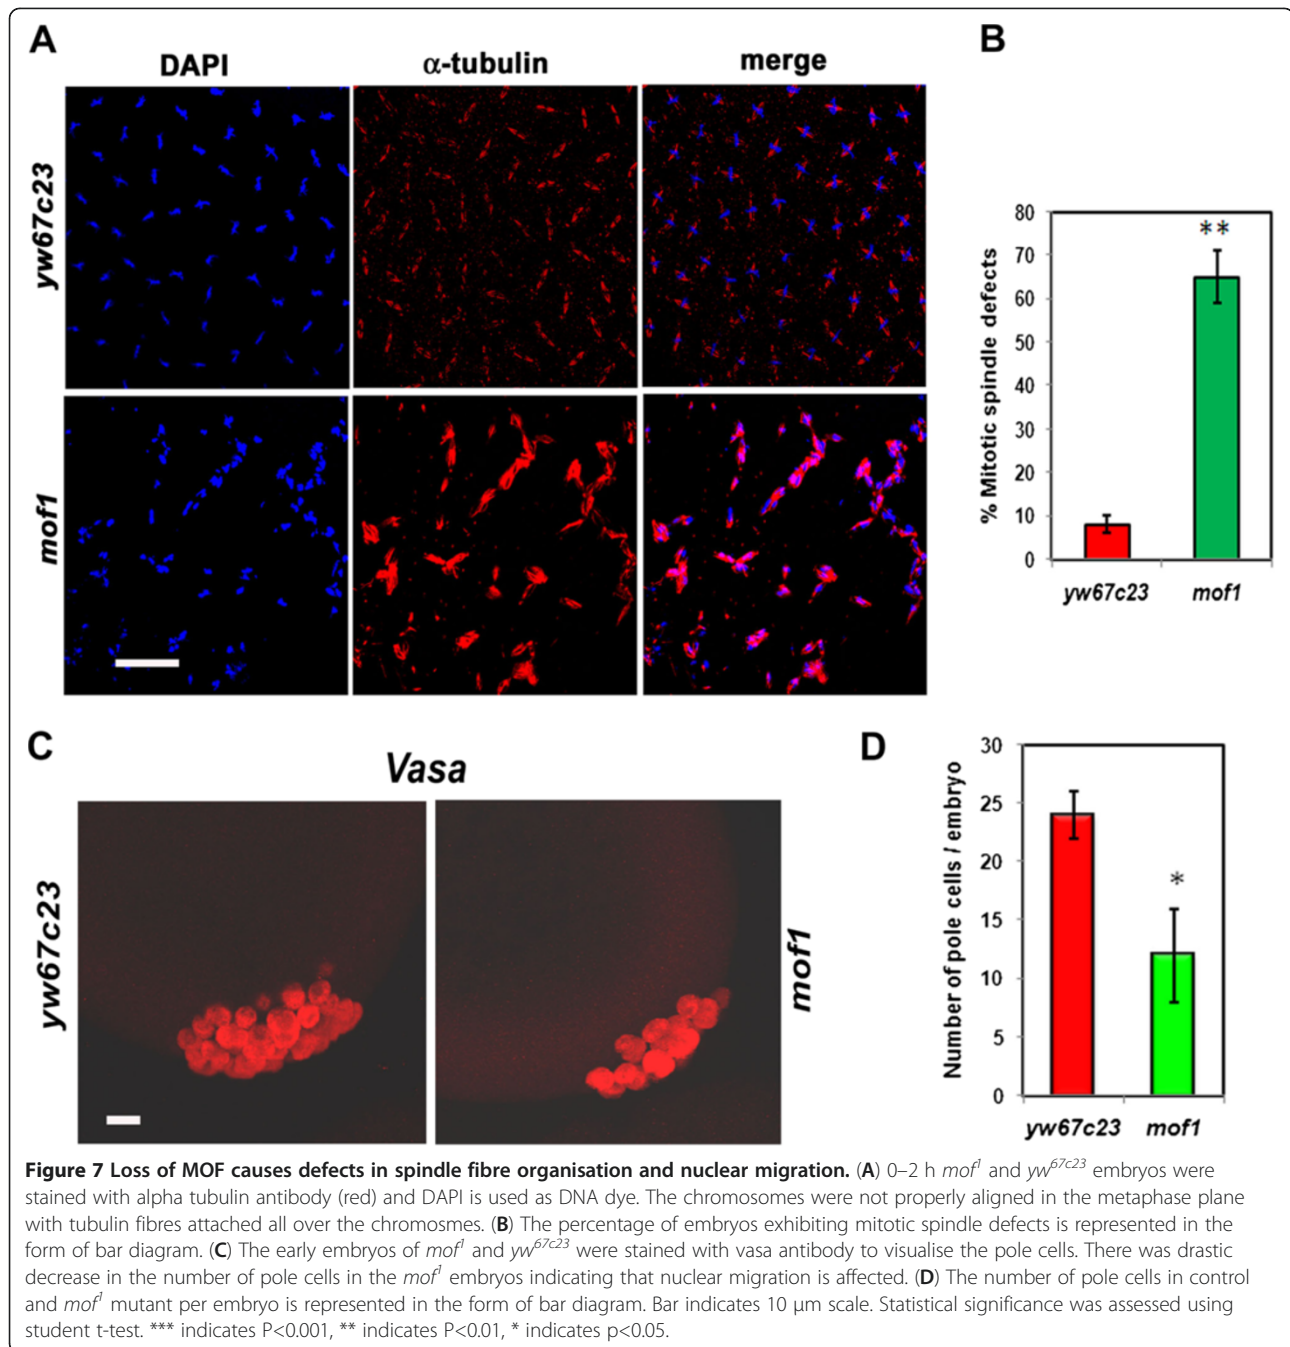 A
DAPI
α-tubulin
merge
yw67c23
mof1
B
% Mitotic spindle defects
80
70
60
50
40
30
20
10
0
**
yw67c23
mof1
C
Vasa
yw67c23
mof1
D
Number of pole cells / embryo
30
25
20
15
10
5
0
*
yw67c23
mof1
Figure 7 Loss of MOF causes defects in spindle fibre organisation and nuclear migration. (A) 0–2 h mof¹ and yw⁶⁷ᶜ²³ embryos were
stained with alpha tubulin antibody (red) and DAPI is used as DNA dye. The chromosomes were not properly aligned in the metaphase plane
with tubulin fibres attached all over the chromosmes. (B) The percentage of embryos exhibiting mitotic spindle defects is represented in the
form of bar diagram. (C) The early embryos of mof¹ and yw⁶⁷ᶜ²³ were stained with vasa antibody to visualise the pole cells. There was drastic
decrease in the number of pole cells in the mof¹ embryos indicating that nuclear migration is affected. (D) The number of pole cells in control
and mof¹ mutant per embryo is represented in the form of bar diagram. Bar indicates 10 μm scale. Statistical significance was assessed using
student t-test. *** indicates P<0.001, ** indicates P<0.01, * indicates p<0.05.